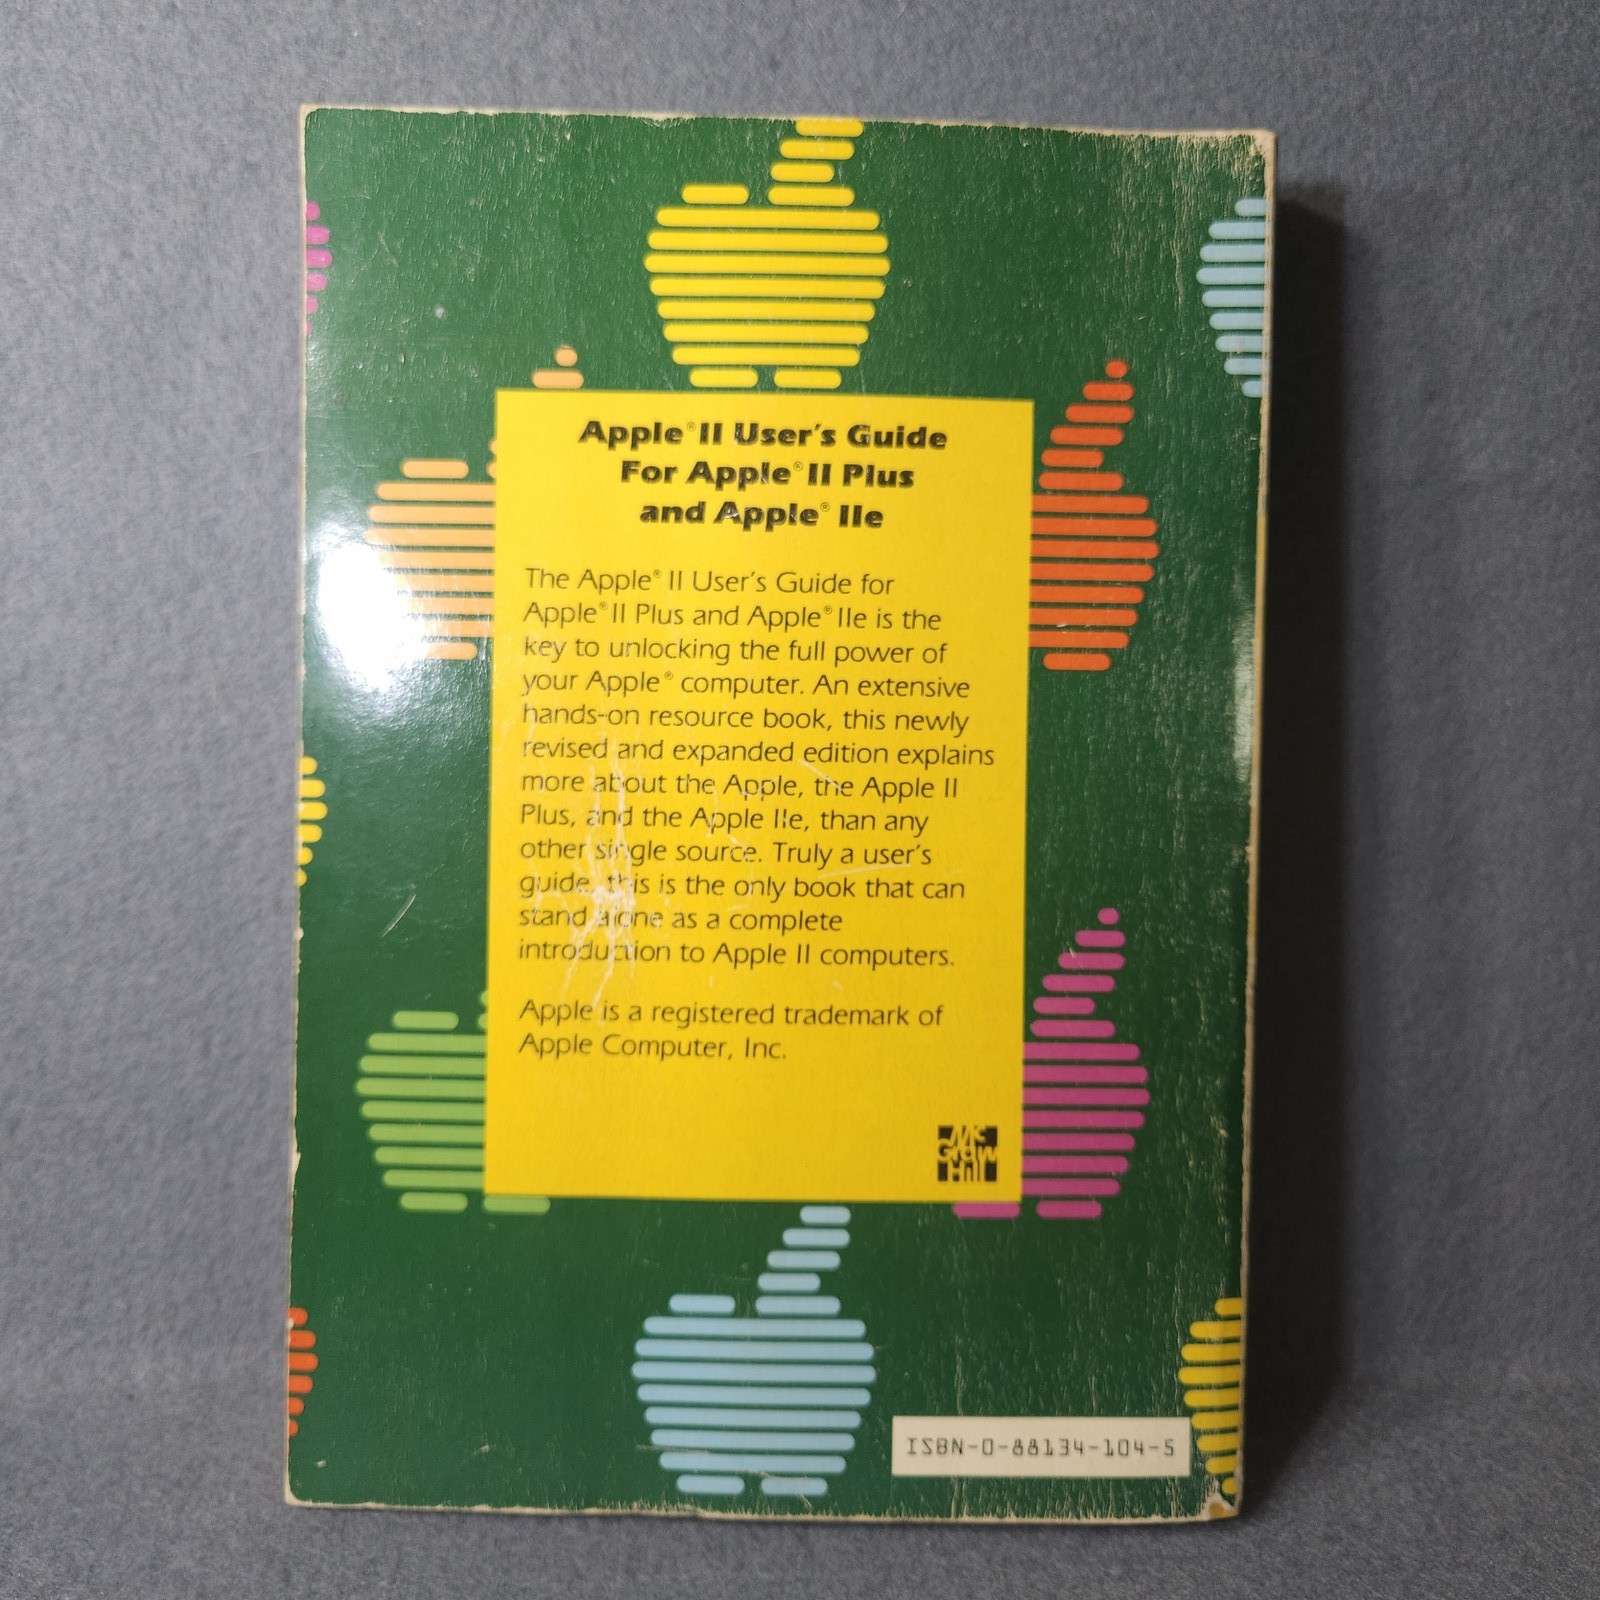 Apple® II User's Guide
For Apple® II Plus
and Apple® IIe
The Apple® II User's Guide for
Apple® II Plus and Apple® IIe is the
key to unlocking the full power of
your Apple® computer. An extensive
hands-on resource book, this newly
revised and expanded edition explains
more about the Apple, the Apple II
Plus, and the Apple IIe, than any
other single source. Truly a user's
guide, this is the only book that can
stand alone as a complete
introduction to Apple II computers.
Apple is a registered trademark of
Apple Computer, Inc.
Mc
Graw
Hill
ISBN-0-88134-104-5